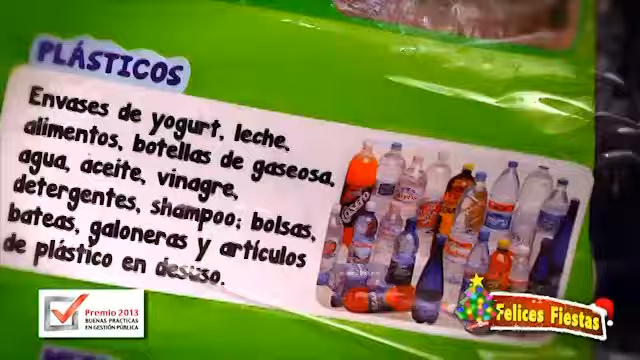 PLÁSTICOS
Envases de yogurt, leche,
alimentos, botellas de gaseosa,
agua, aceite, vinagre,
detergentes, shampoo; bolsas,
bateas, galoneras y artículos
de plástico en desuso.
Premio 2013
BUENAS PRÁCTICAS
EN GESTIÓN PÚBLICA
Felices Fiestas